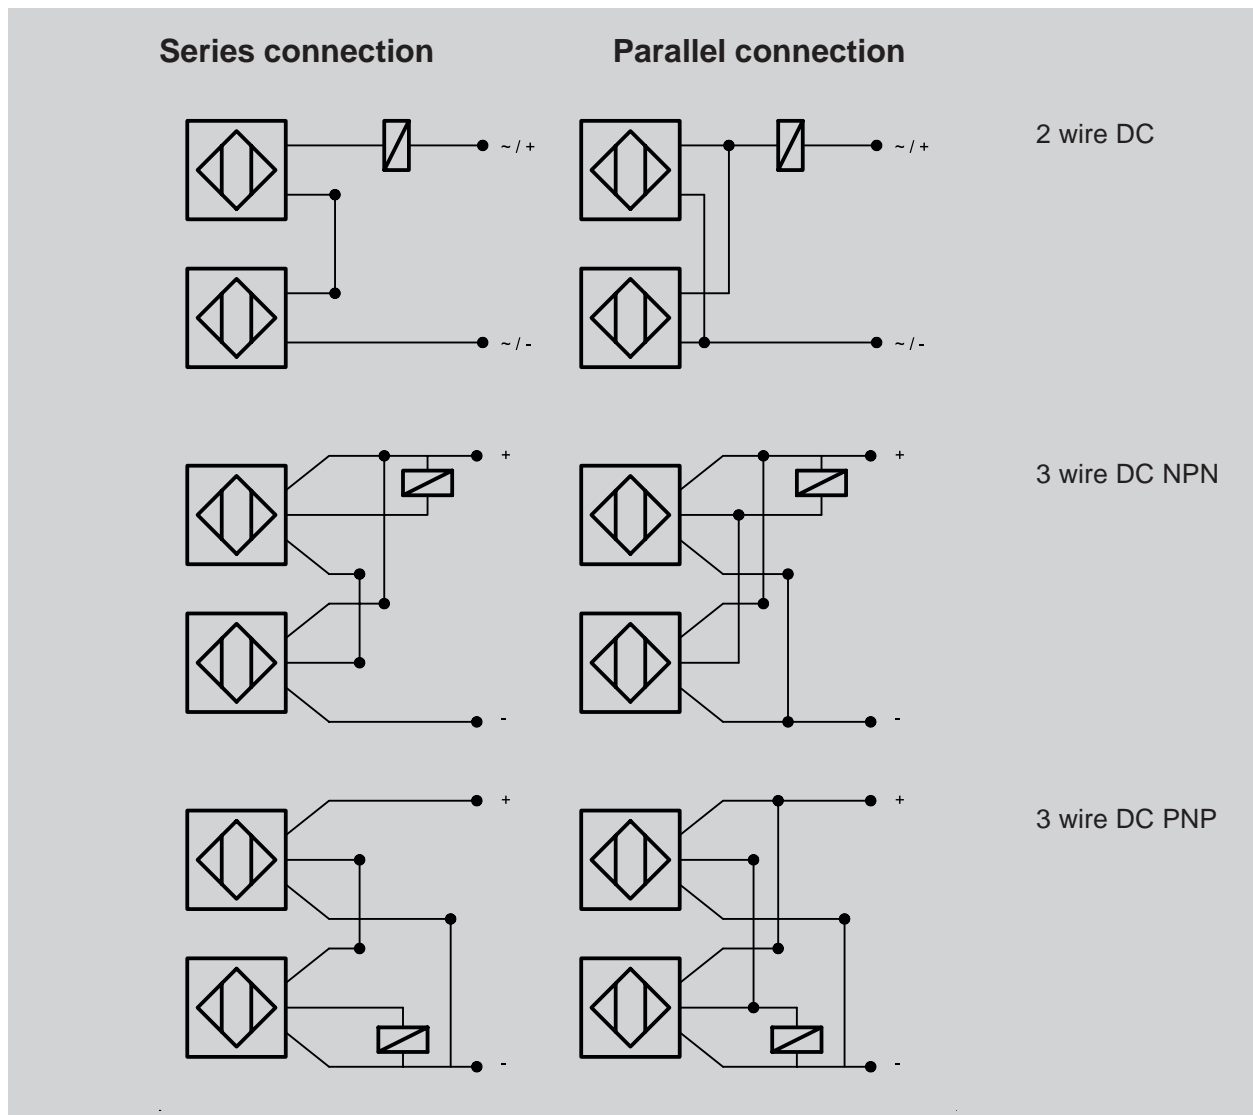 Series connection
Parallel connection
~ / +
~ / +
2 wire DC
~ / -
~ / -
+
+
3 wire DC NPN
-
-
+
+
3 wire DC PNP
-
-